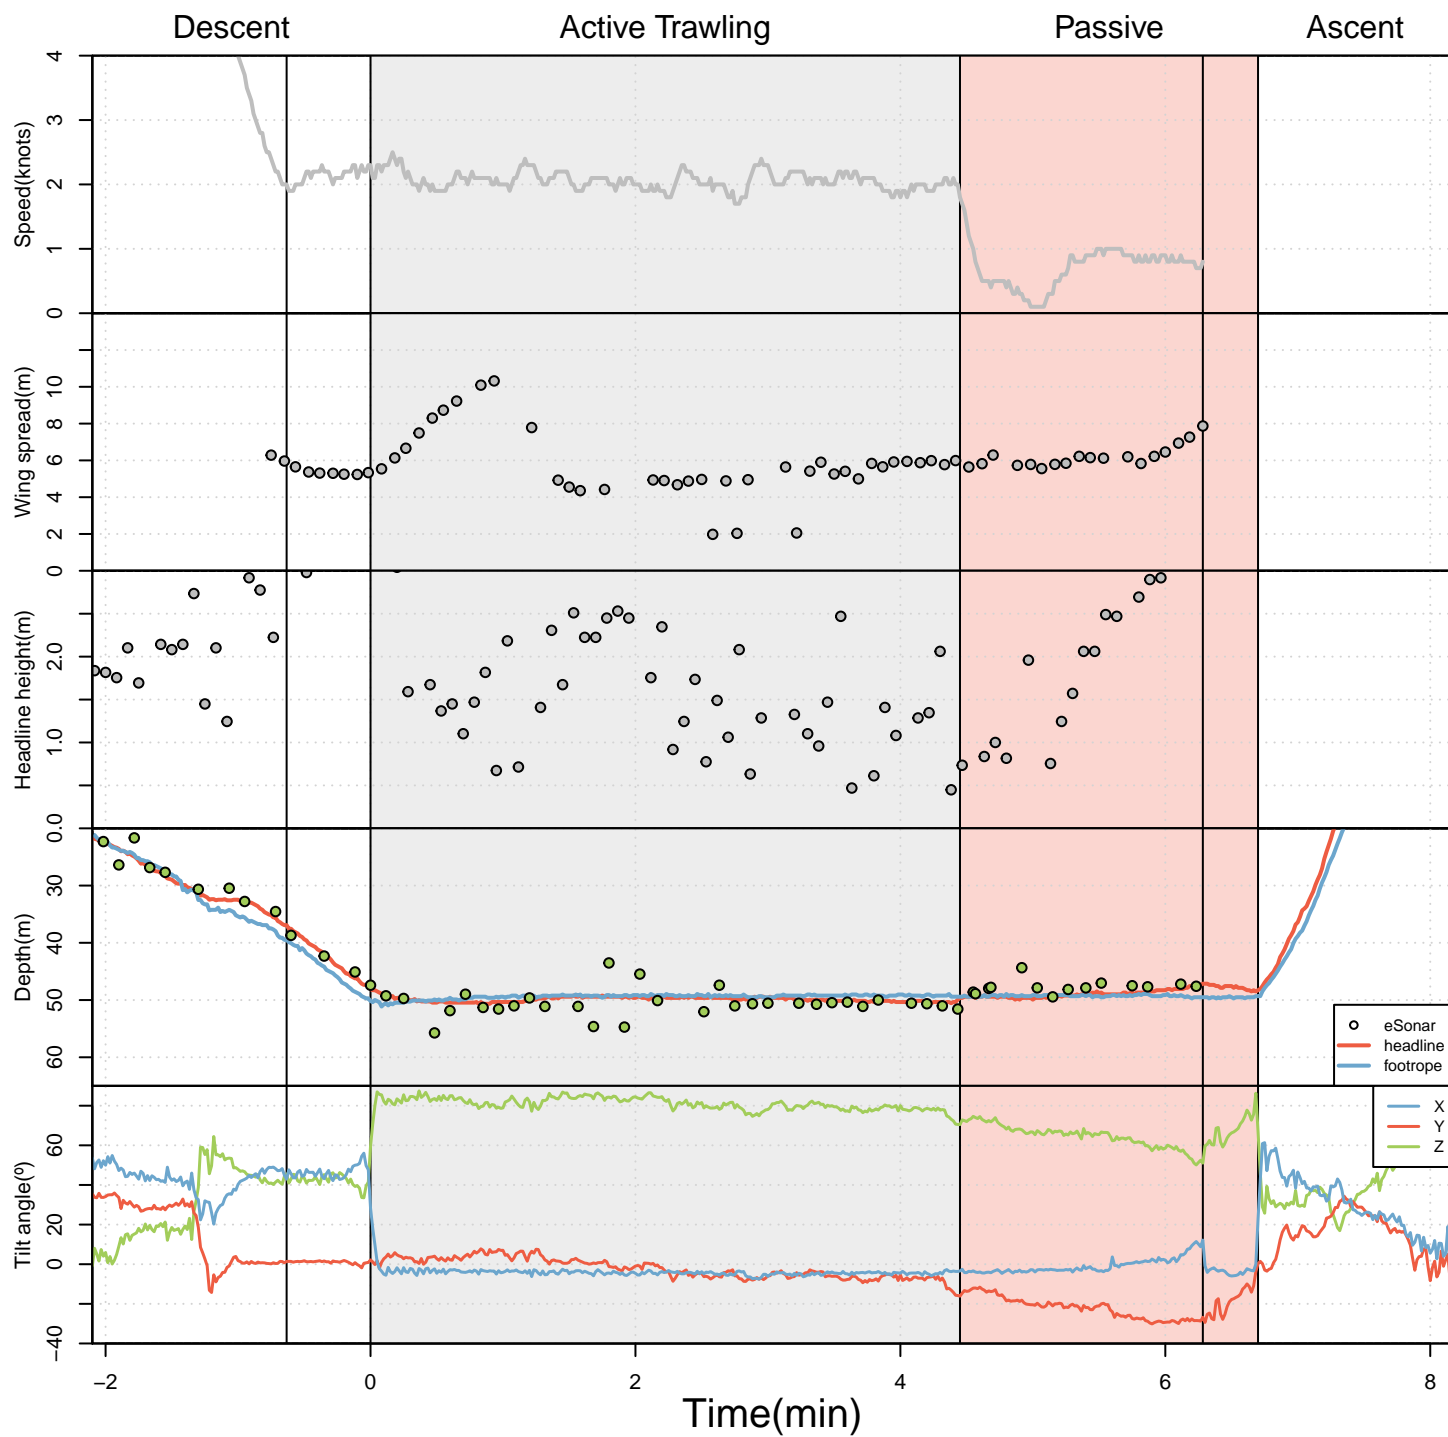 Descent Active Trawling Passive Ascent
Speed(knots)
4
3
2
1
0
Wing spread(m)
10
8
6
4
2
0
Headline height(m)
2.0
1.0
0.0
Depth(m)
30
40
50
60
eSonar
headline
footrope
Tilt angle(º)
60
20
0
−40
X
Y
Z
−2 0 2 4 6 8
Time(min)